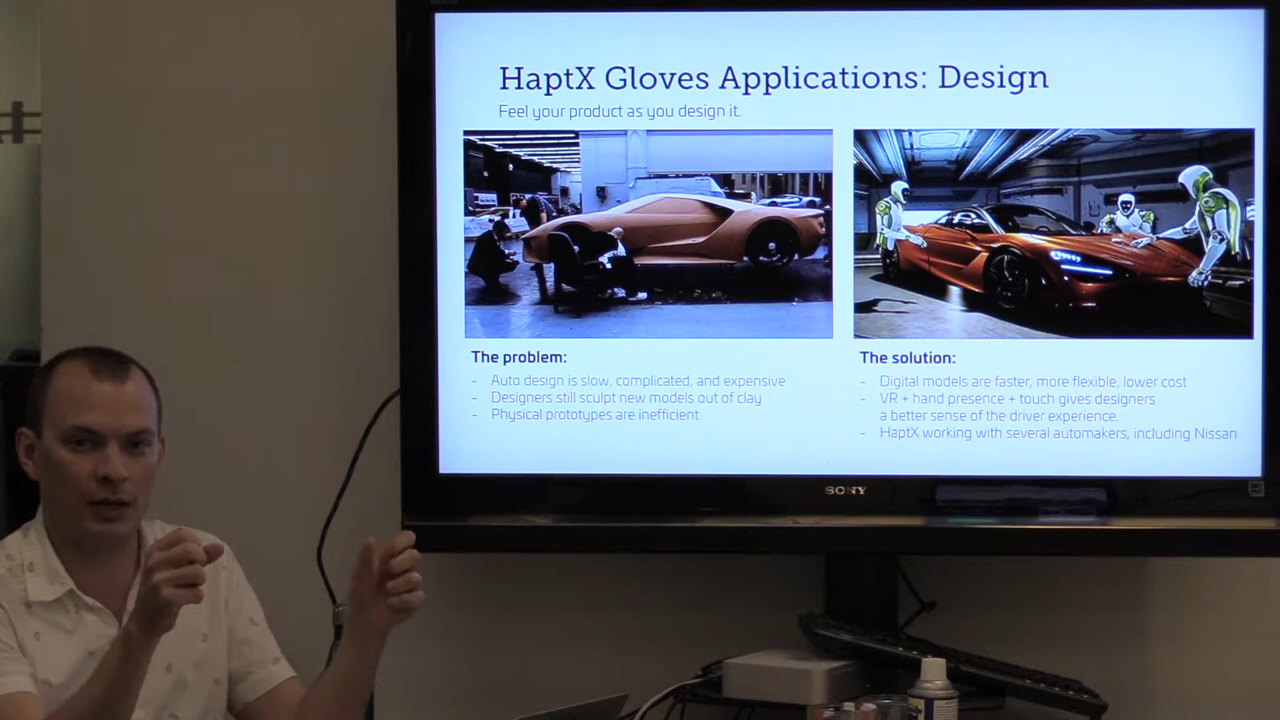 HaptX Gloves Applications: Design
Feel your product as you design it.
The problem:
- Auto design is slow, complicated, and expensive
- Designers still sculpt new models out of clay
- Physical prototypes are inefficient
The solution:
- Digital models are faster, more flexible, lower cost
- VR + hand presence + touch gives designers
a better sense of the driver experience.
- HaptX working with several automakers, including Nissan
SONY